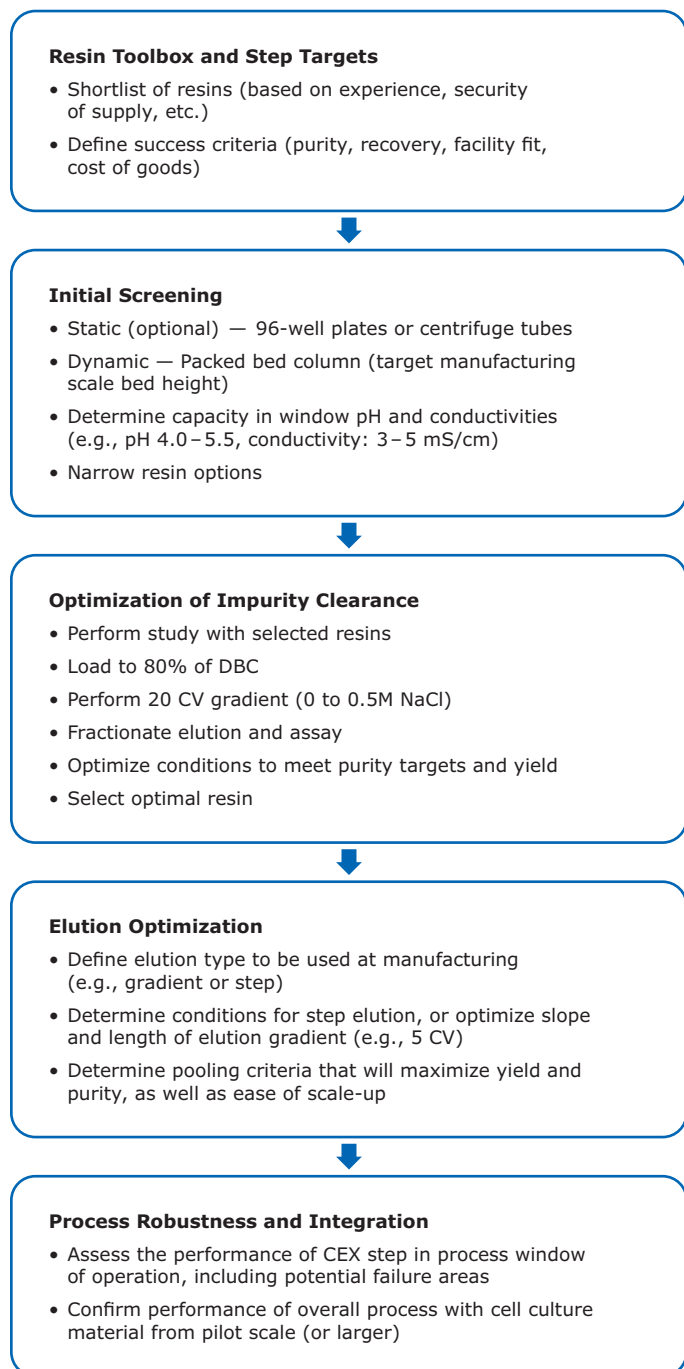 Resin Toolbox and Step Targets
• Shortlist of resins (based on experience, security
of supply, etc.)
• Define success criteria (purity, recovery, facility fit,
cost of goods)
Initial Screening
• Static (optional) — 96-well plates or centrifuge tubes
• Dynamic — Packed bed column (target manufacturing
scale bed height)
• Determine capacity in window pH and conductivities
(e.g., pH 4.0–5.5, conductivity: 3–5 mS/cm)
• Narrow resin options
Optimization of Impurity Clearance
• Perform study with selected resins
• Load to 80% of DBC
• Perform 20 CV gradient (0 to 0.5M NaCl)
• Fractionate elution and assay
• Optimize conditions to meet purity targets and yield
• Select optimal resin
Elution Optimization
• Define elution type to be used at manufacturing
(e.g., gradient or step)
• Determine conditions for step elution, or optimize slope
and length of elution gradient (e.g., 5 CV)
• Determine pooling criteria that will maximize yield and
purity, as well as ease of scale-up
Process Robustness and Integration
• Assess the performance of CEX step in process window
of operation, including potential failure areas
• Confirm performance of overall process with cell culture
material from pilot scale (or larger)